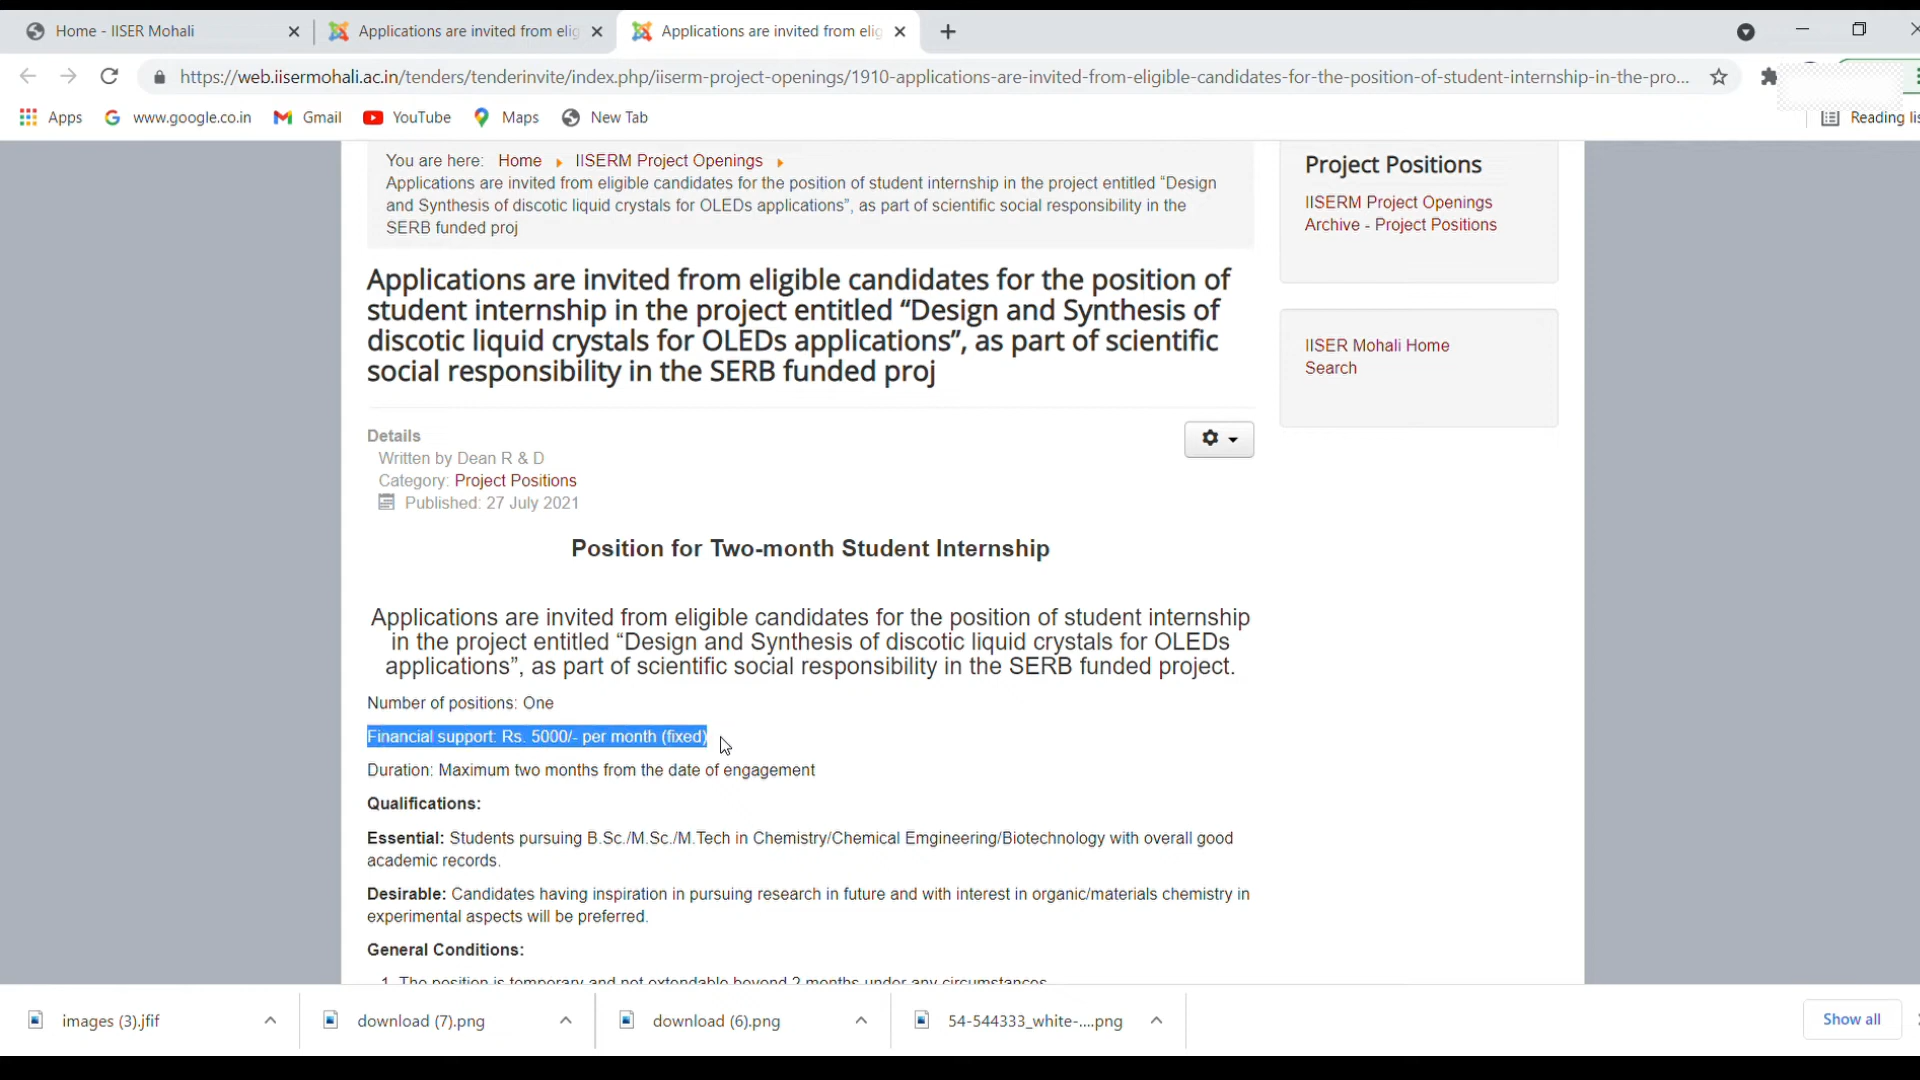 Home - IISER Mohali
Applications are invited from elig
Applications are invited from elig
https://web.iisermohali.ac.in/tenders/tenderinvite/index.php/iiserm-project-openings/1910-applications-are-invited-from-eligible-candidates-for-the-position-of-student-internship-in-the-pro...
Apps
www.google.co.in
Gmail
YouTube
Maps
New Tab
Reading lis
You are here: Home IISERM Project Openings
Applications are invited from eligible candidates for the position of student internship in the project entitled “Design
and Synthesis of discotic liquid crystals for OLEDs applications”, as part of scientific social responsibility in the
SERB funded proj
Applications are invited from eligible candidates for the position of
student internship in the project entitled “Design and Synthesis of
discotic liquid crystals for OLEDs applications”, as part of scientific
social responsibility in the SERB funded proj
Details
Written by Dean R & D
Category: Project Positions
Published: 27 July 2021
Position for Two-month Student Internship
Applications are invited from eligible candidates for the position of student internship
in the project entitled “Design and Synthesis of discotic liquid crystals for OLEDs
applications”, as part of scientific social responsibility in the SERB funded project.
Number of positions: One
Financial support: Rs. 5000/- per month (fixed)
Duration: Maximum two months from the date of engagement
Qualifications:
Essential: Students pursuing B.Sc./M.Sc./M.Tech in Chemistry/Chemical Emgineering/Biotechnology with overall good
academic records.
Desirable: Candidates having inspiration in pursuing research in future and with interest in organic/materials chemistry in
experimental aspects will be preferred.
General Conditions:
1. The position is temporary and not extendable beyond 2 months under any circumstances
Project Positions
IISERM Project Openings
Archive - Project Positions
IISER Mohali Home
Search
images (3).jfif
download (7).png
download (6).png
54-544333_white-....png
Show all